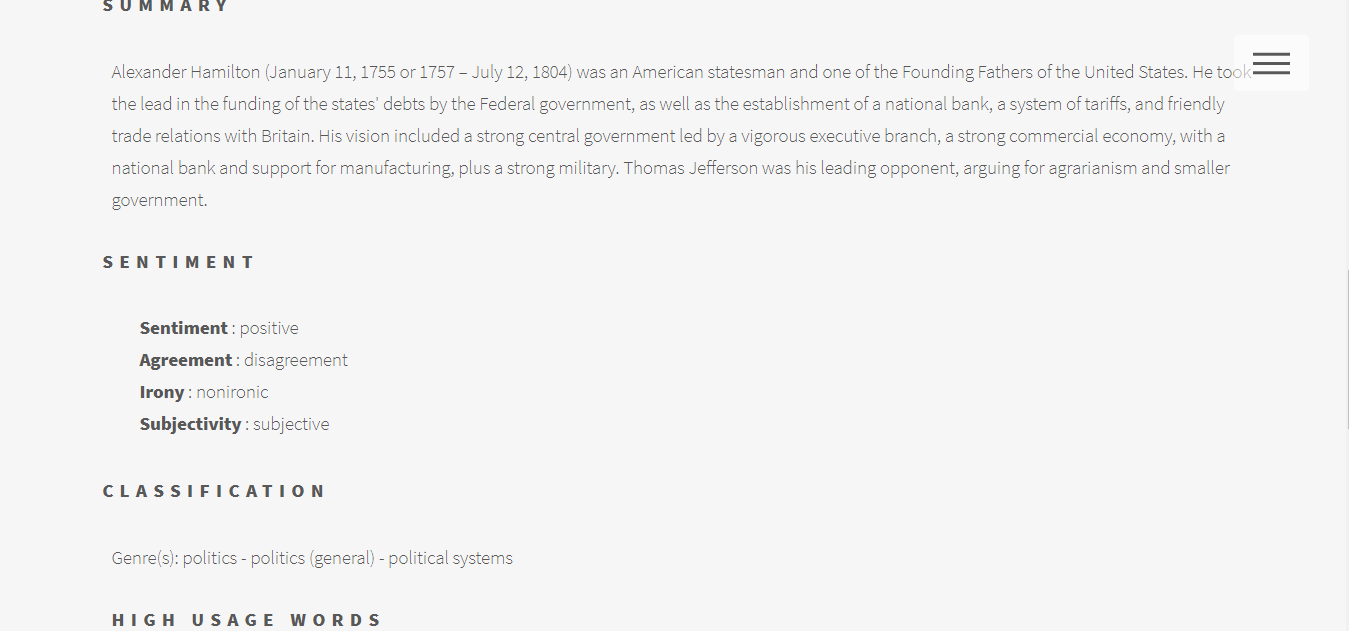 SUMMARY
Alexander Hamilton (January 11, 1755 or 1757 – July 12, 1804) was an American statesman and one of the Founding Fathers of the United States. He took
the lead in the funding of the states' debts by the Federal government, as well as the establishment of a national bank, a system of tariffs, and friendly
trade relations with Britain. His vision included a strong central government led by a vigorous executive branch, a strong commercial economy, with a
national bank and support for manufacturing, plus a strong military. Thomas Jefferson was his leading opponent, arguing for agrarianism and smaller
government.
SENTIMENT
Sentiment : positive
Agreement : disagreement
Irony : nonironic
Subjectivity : subjective
CLASSIFICATION
Genre(s): politics - politics (general) - political systems
HIGH USAGE WORDS